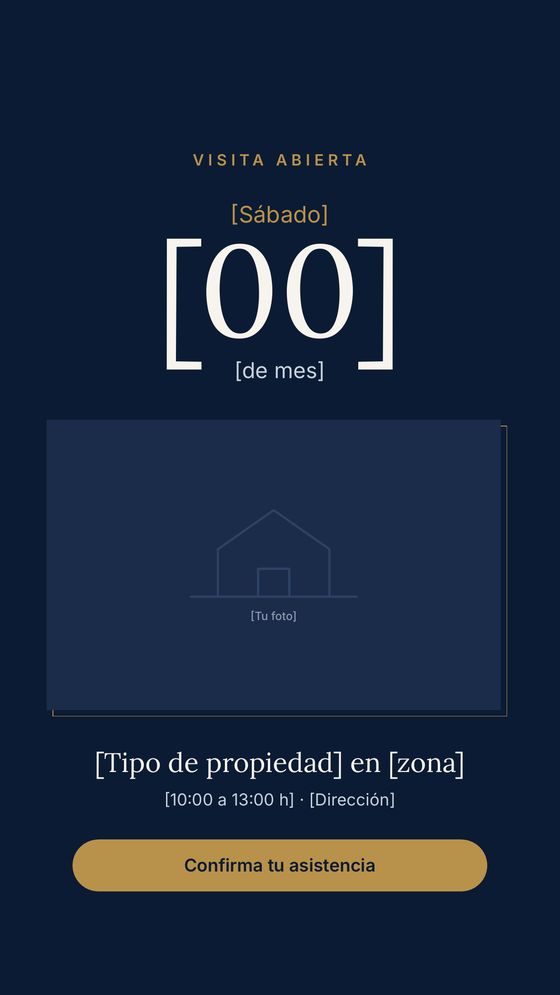 VISITA ABIERTA
[Sábado]
[00]
[de mes]
[Tu foto]
[Tipo de propiedad] en [zona]
[10:00 a 13:00 h] · [Dirección]
Confirma tu asistencia